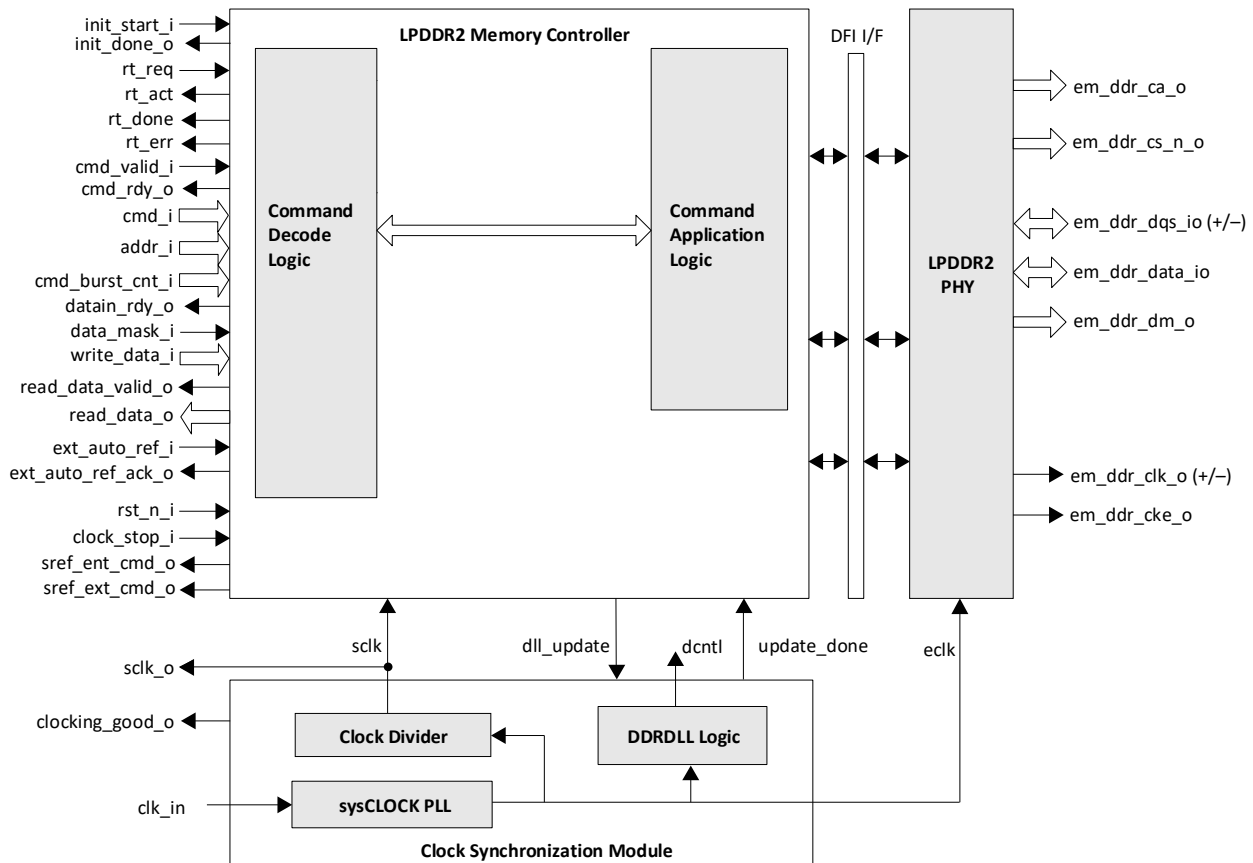 init_start_i
init_done_o
rt_req
rt_act
rt_done
rt_err
cmd_valid_i
cmd_rdy_o
cmd_i
addr_i
cmd_burst_cnt_i
datain_rdy_o
data_mask_i
write_data_i
read_data_valid_o
read_data_o
ext_auto_ref_i
ext_auto_ref_ack_o
rst_n_i
clock_stop_i
sref_ent_cmd_o
sref_ext_cmd_o
LPDDR2 Memory Controller
Command
Decode
Logic
Command
Application
Logic
DFI I/F
LPDDR2
PHY
em_ddr_ca_o
em_ddr_cs_n_o
em_ddr_dqs_io (+/–)
em_ddr_data_io
em_ddr_dm_o
em_ddr_clk_o (+/–)
em_ddr_cke_o
sclk
dll_update
dcntl
update_done
eclk
sclk_o
clocking_good_o
clk_in
Clock Divider
DDRDLL Logic
sysCLOCK PLL
Clock Synchronization Module